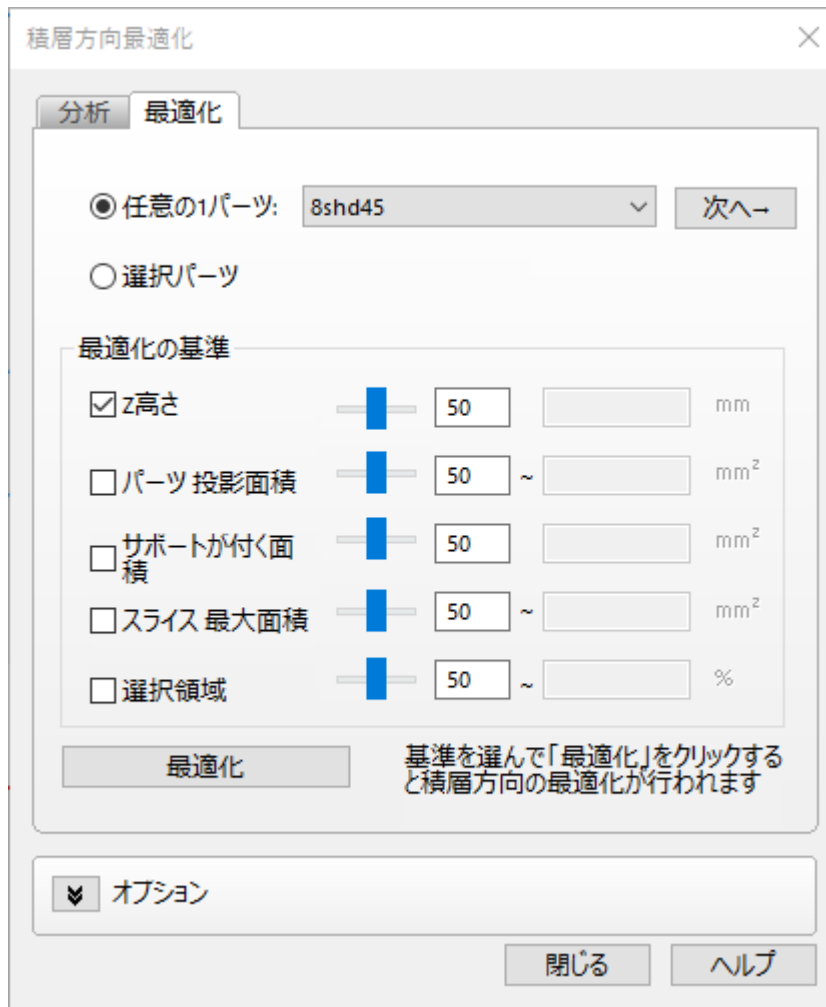 積層方向最適化
分析 最適化
任意の1パーツ: 8shd45 次へ→
選択パーツ
最適化の基準
Z高さ 50 mm
パーツ 投影面積 50 ~ mm²
サポートが付く面
積 50 mm²
スライス 最大面積 50 ~ mm²
選択領域 50 ~ %
最適化
基準を選んで「最適化」をクリックする
と積層方向の最適化が行われます
オプション
閉じる ヘルプ